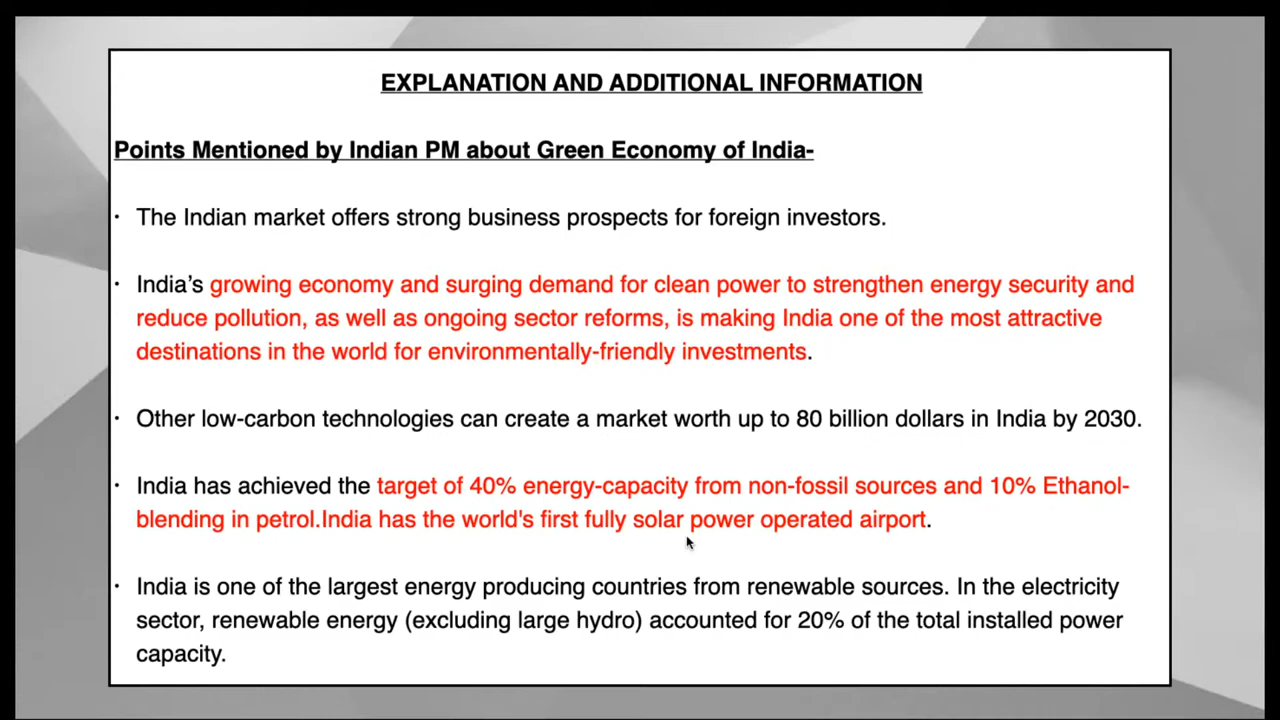 EXPLANATION AND ADDITIONAL INFORMATION
Points Mentioned by Indian PM about Green Economy of India-
· The Indian market offers strong business prospects for foreign investors.
· India’s growing economy and surging demand for clean power to strengthen energy security and
reduce pollution, as well as ongoing sector reforms, is making India one of the most attractive
destinations in the world for environmentally-friendly investments.
· Other low-carbon technologies can create a market worth up to 80 billion dollars in India by 2030.
· India has achieved the target of 40% energy-capacity from non-fossil sources and 10% Ethanol-
blending in petrol.India has the world's first fully solar power operated airport.
· India is one of the largest energy producing countries from renewable sources. In the electricity
sector, renewable energy (excluding large hydro) accounted for 20% of the total installed power
capacity.